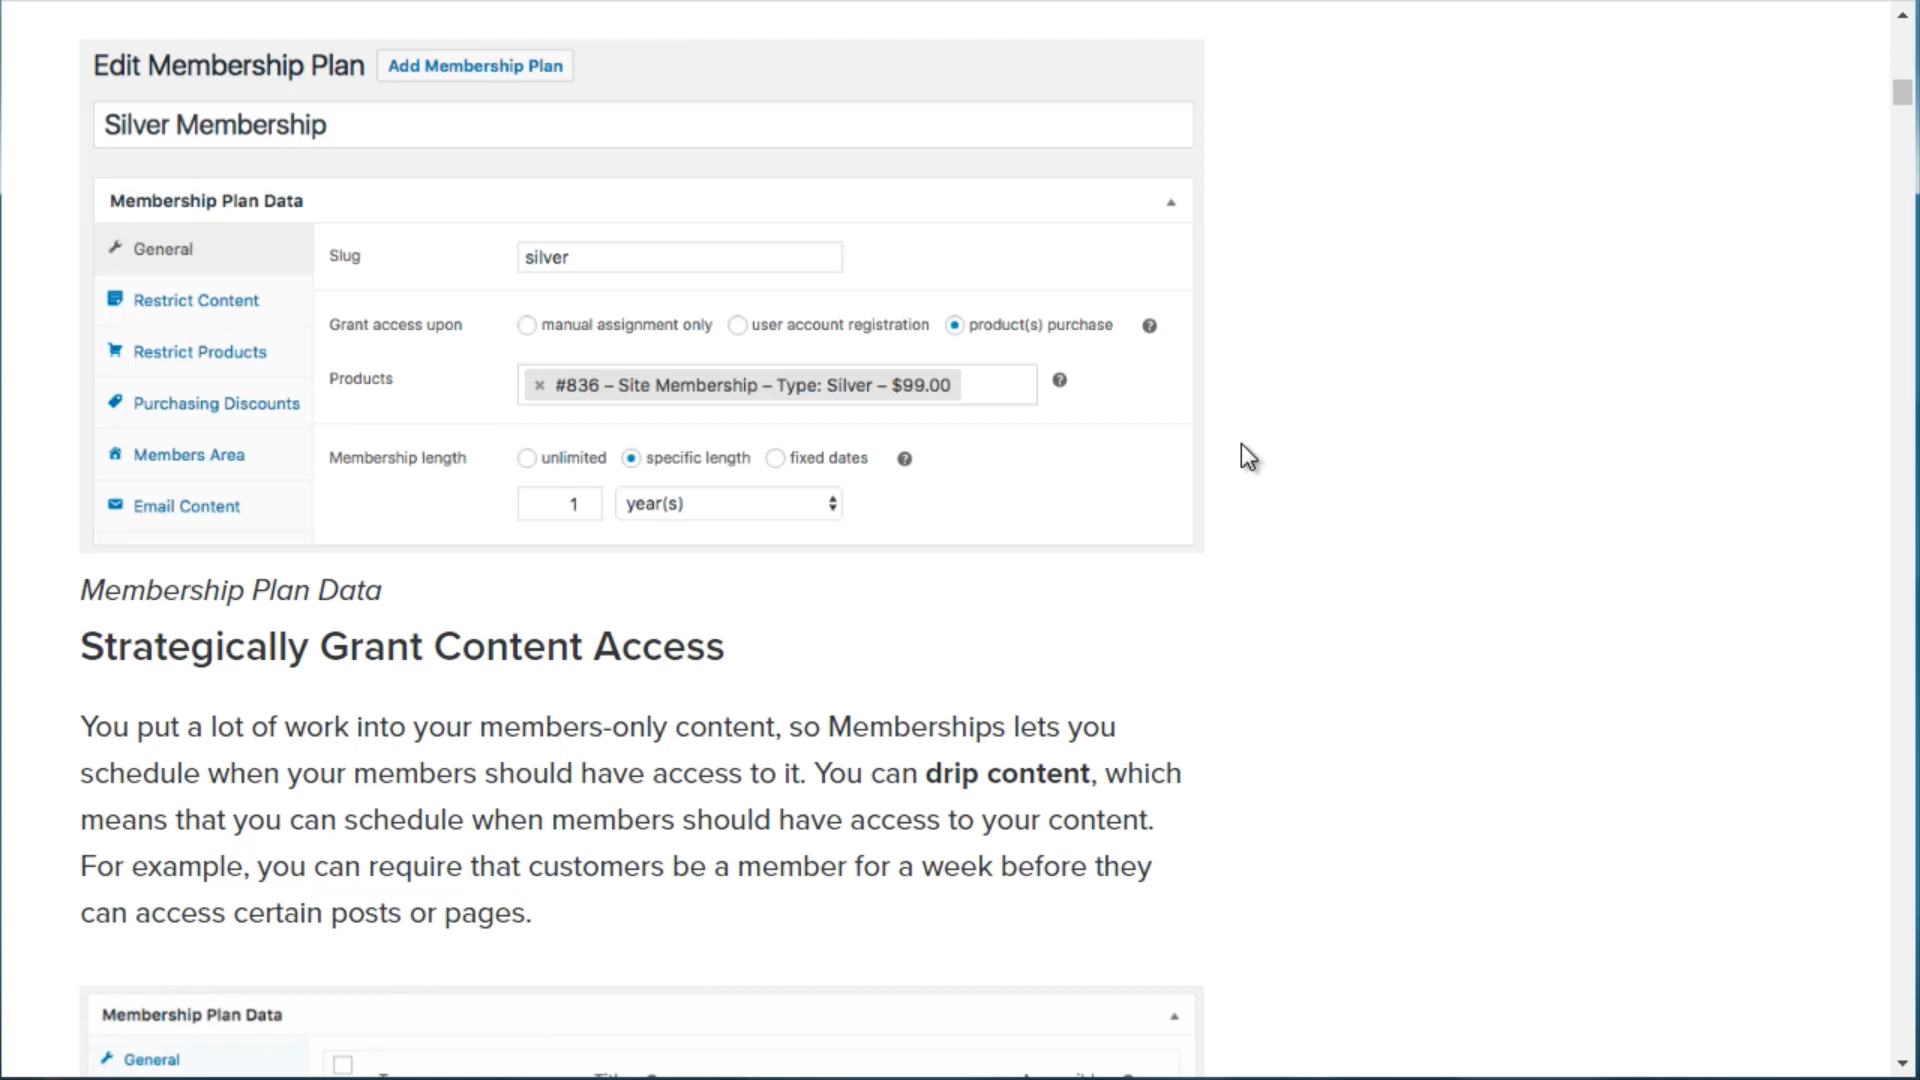 Edit Membership Plan Add Membership Plan
Silver Membership
Membership Plan Data
General
Restrict Content
Restrict Products
Purchasing Discounts
Members Area
Email Content
Slug silver
Grant access upon manual assignment only user account registration product(s) purchase
Products × #836 – Site Membership – Type: Silver – $99.00
Membership length unlimited specific length fixed dates
1 year(s)
Membership Plan Data
Strategically Grant Content Access
You put a lot of work into your members-only content, so Memberships lets you
schedule when your members should have access to it. You can drip content, which
means that you can schedule when members should have access to your content.
For example, you can require that customers be a member for a week before they
can access certain posts or pages.
Membership Plan Data
General